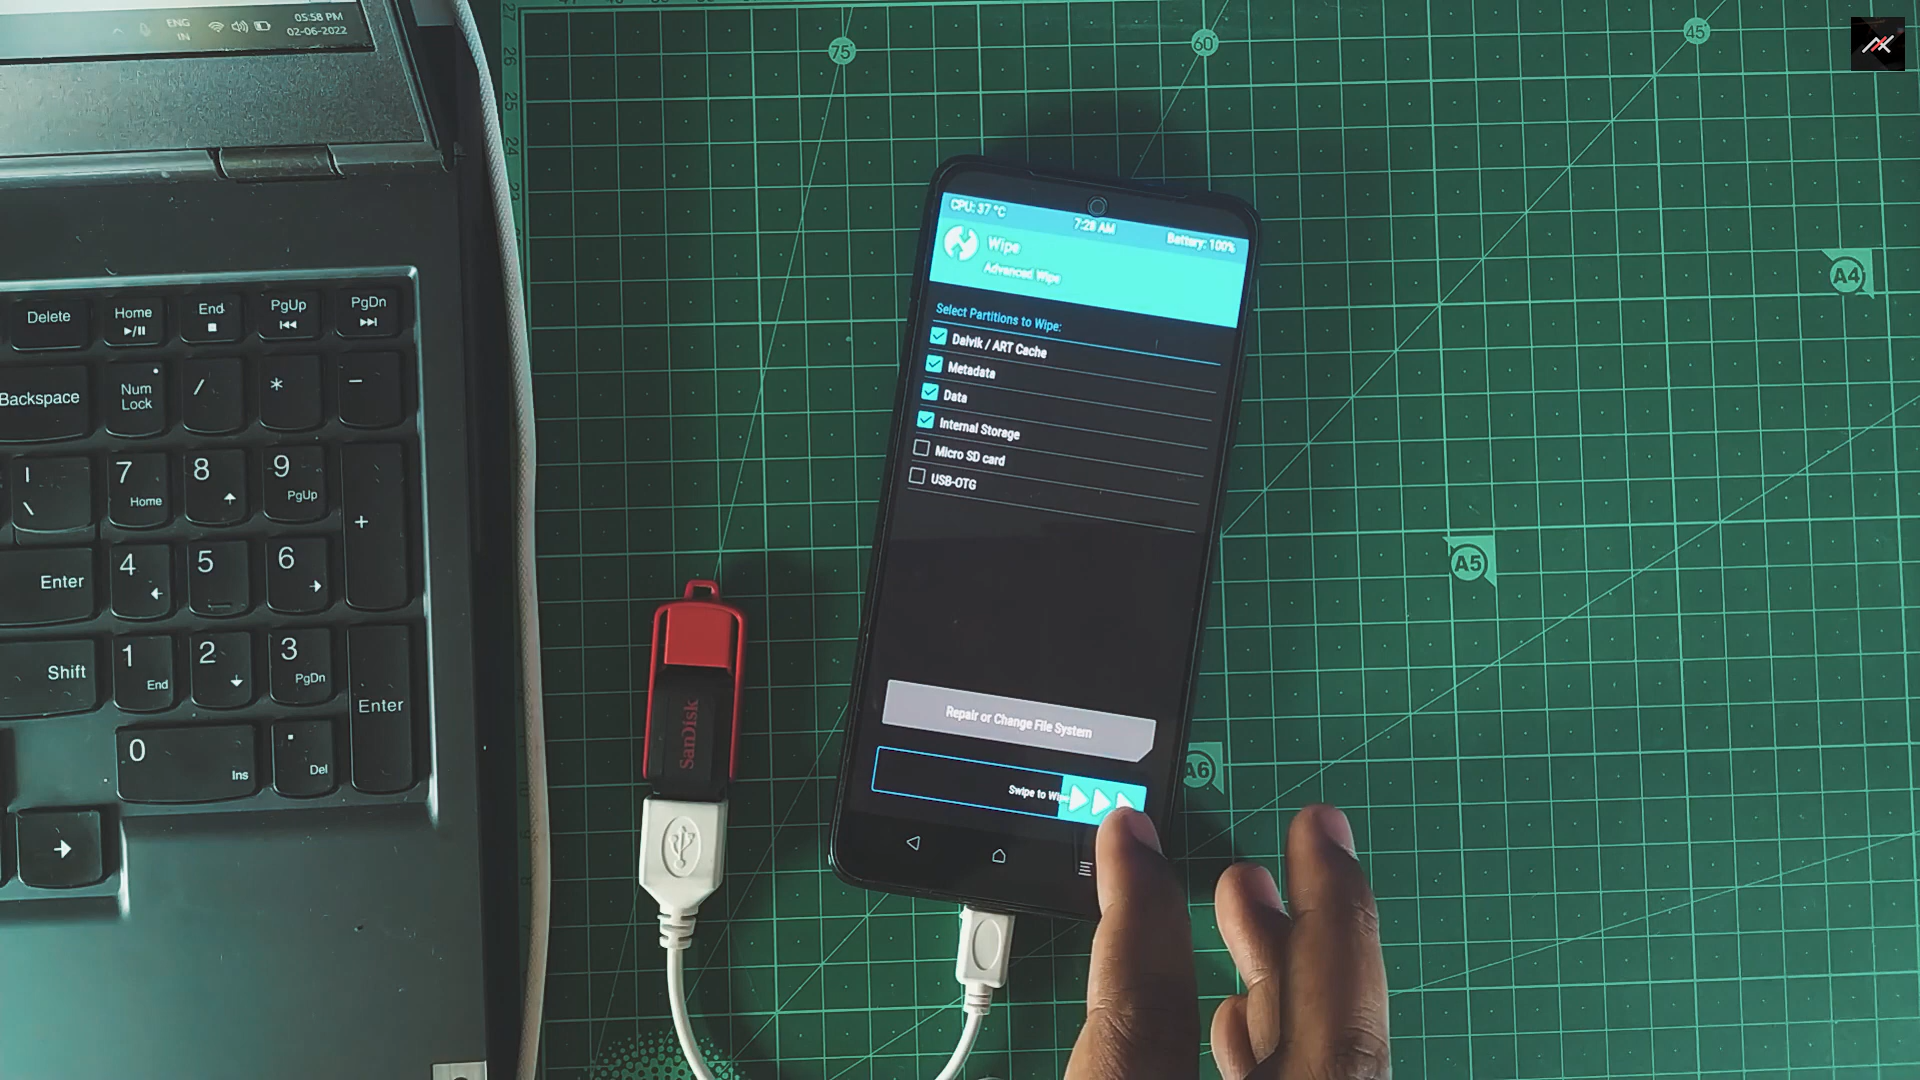 ENG
IN
05:58 PM
02-06-2022
Delete
Home
End
PgUp
PgDn
Backspace
Num
Lock
/
*
-
7
Home
8
9
PgUp
+
\
Enter
4
5
6
Shift
1
End
2
3
PgDn
Enter
0
Ins
.
Del
27
26
25
24
75°
60°
45°
A4
A5
A6
SanDisk
CPU: 37 °C
7:28 AM
Battery: 100%
Wipe
Advanced Wipe
Select Partitions to Wipe:
Dalvik / ART Cache
Metadata
Data
Internal Storage
Micro SD card
USB-OTG
Repair or Change File System
Swipe to Wipe